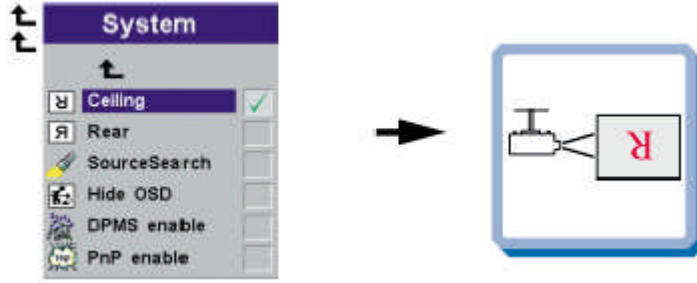 System
Ceiling
Rear
SourceSearch
Hide OSD
DPMS enable
PnP enable
R